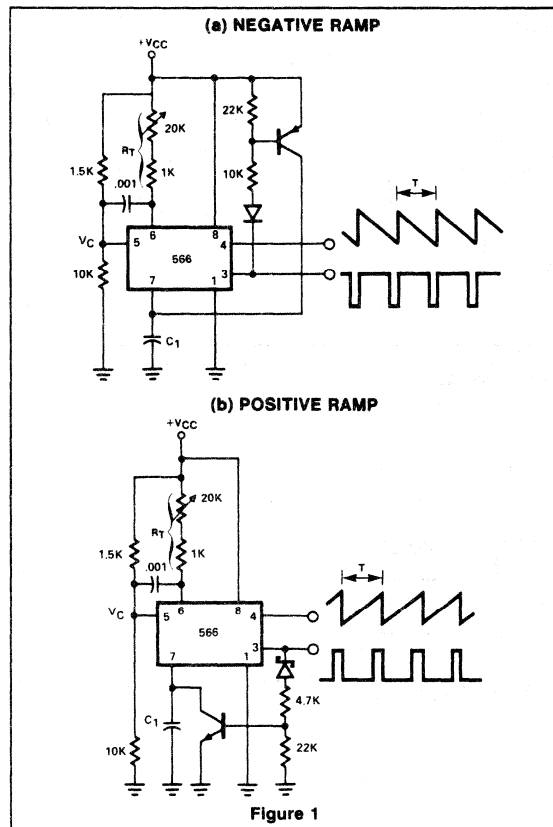 (a) NEGATIVE RAMP
+VCC
22K
20K
RT
10K
1.5K
.001
1K
VC
5
6
8
4
566
3
10K
7
1
C1
T
(b) POSITIVE RAMP
+VCC
20K
RT
1.5K
1K
.001
VC
5
6
8
4
566
3
7
1
T
4.7K
C1
10K
22K
Figure 1